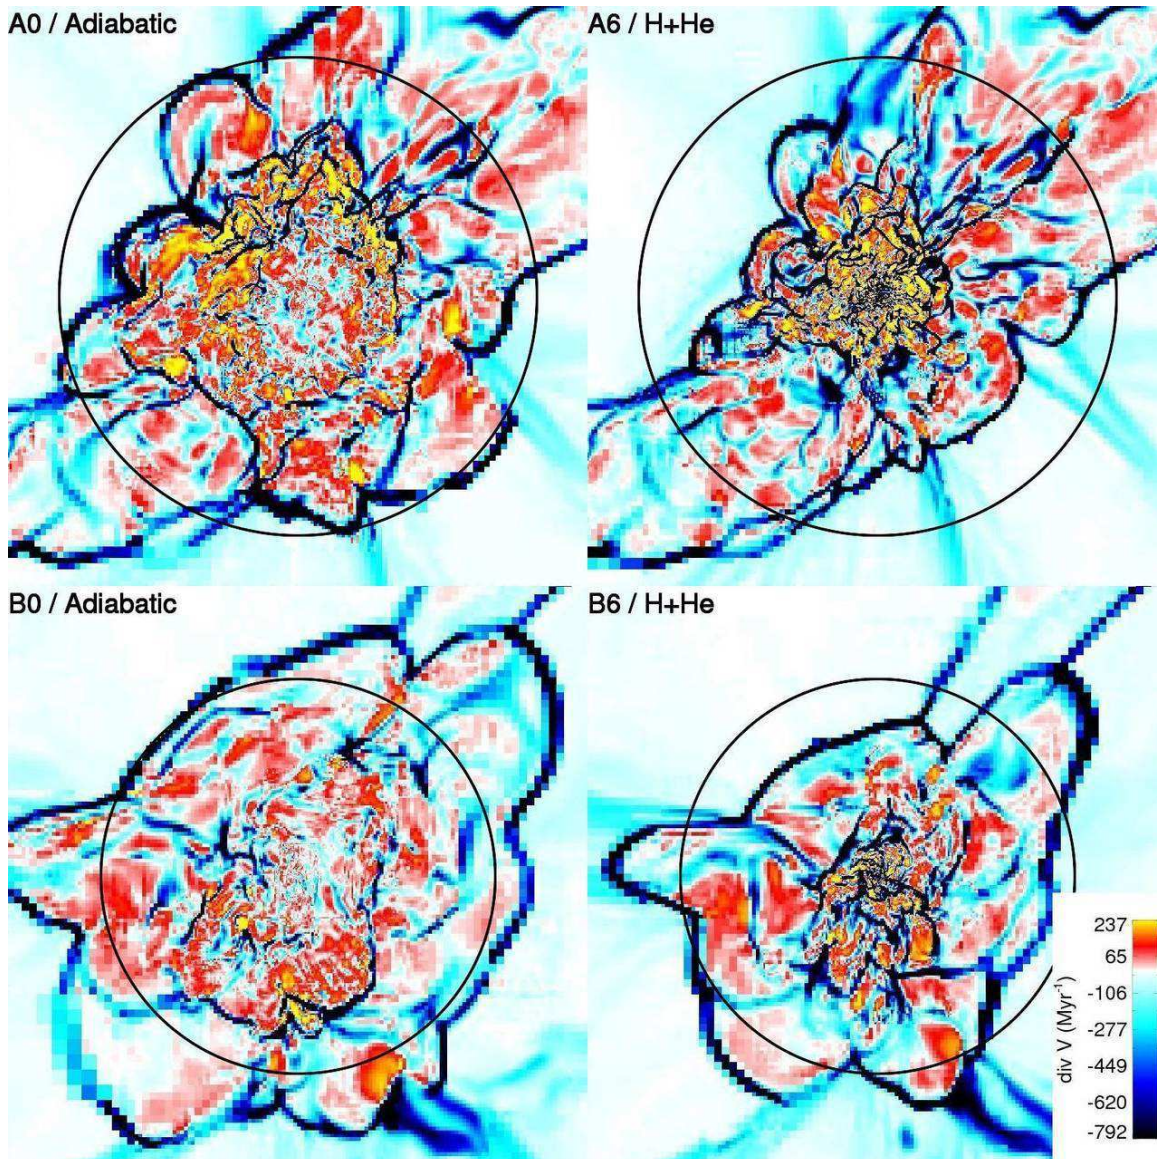 A0 / Adiabatic
A6 / H+He
B0 / Adiabatic
B6 / H+He
237
65
-106
-277
-449
-620
-792
div V (Myr⁻¹)